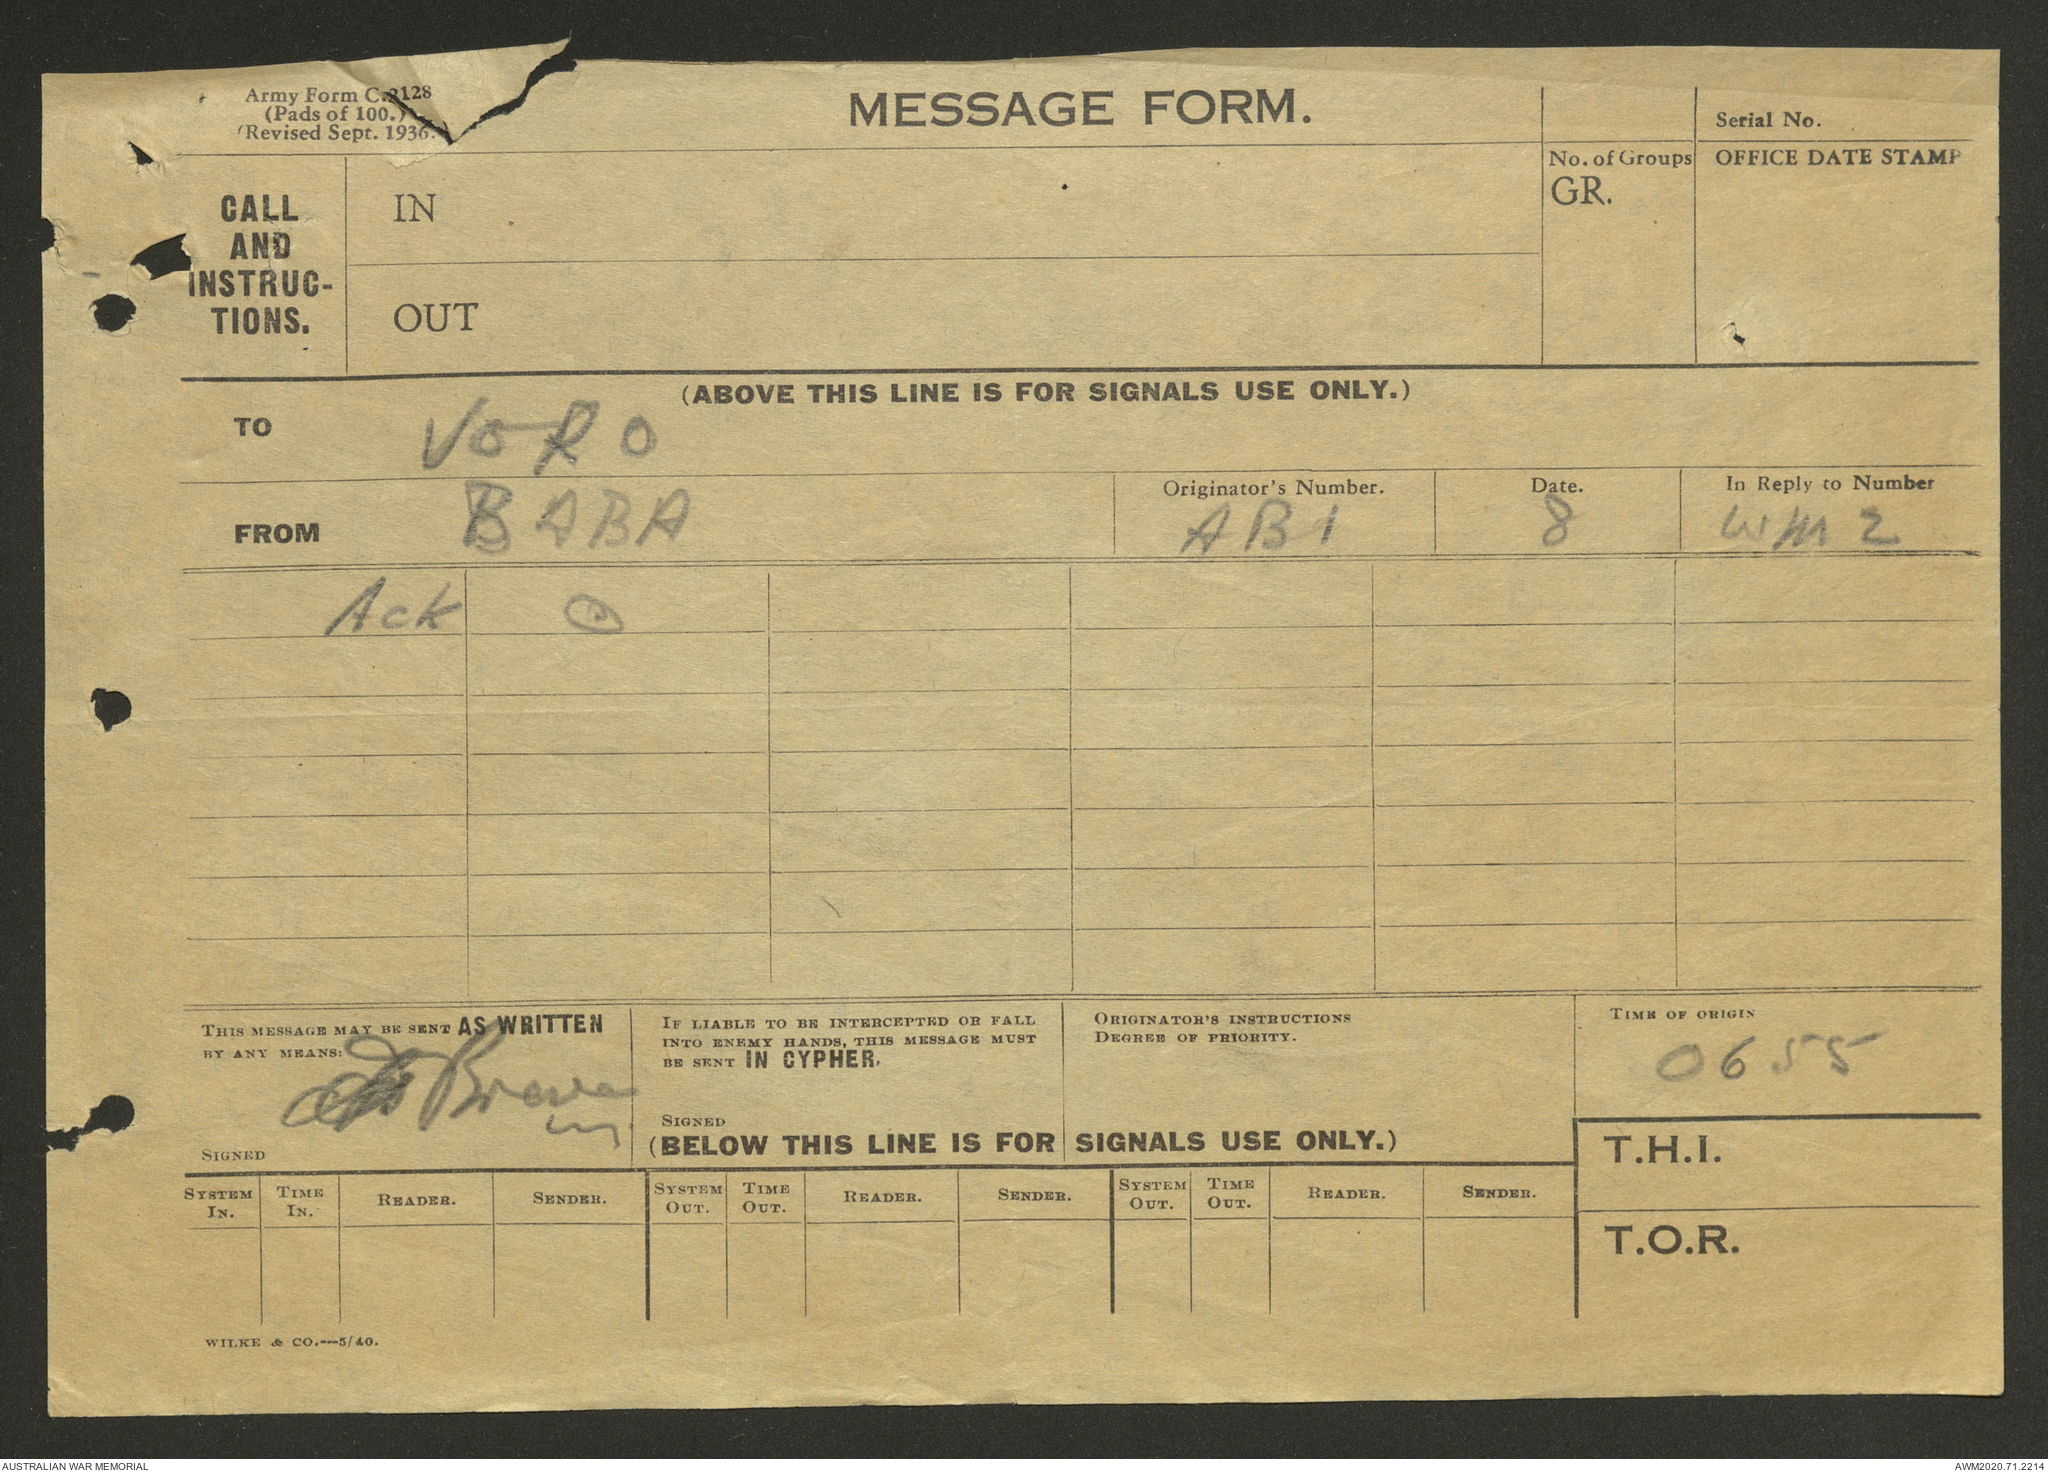 Army Form C.2128
(Pads of 100.)
(Revised Sept. 1936.
MESSAGE FORM.
Serial No.
CALL
AND
INSTRUC-
TIONS.
IN
OUT
No. of Groups
GR.
OFFICE DATE STAMP
(ABOVE THIS LINE IS FOR SIGNALS USE ONLY.)
TO VORO
FROM BABA
Originator's Number. AB1
Date. 8
In Reply to Number WM2
Ack
THIS MESSAGE MAY BE SENT AS WRITTEN
BY ANY MEANS:
SIGNED
IF LIABLE TO BE INTERCEPTED OR FALL
INTO ENEMY HANDS, THIS MESSAGE MUST
BE SENT IN CYPHER.
SIGNED
ORIGINATOR'S INSTRUCTIONS
DEGREE OF PRIORITY.
TIME OF ORIGIN
0655
(BELOW THIS LINE IS FOR SIGNALS USE ONLY.)
T.H.I.
T.O.R.
SYSTEM IN. TIME IN. READER. SENDER. SYSTEM OUT. TIME OUT. READER. SENDER. SYSTEM OUT. TIME OUT. READER. SENDER.
WILKE & CO.---5/40.
AUSTRALIAN WAR MEMORIAL
AWM2020.71.2214